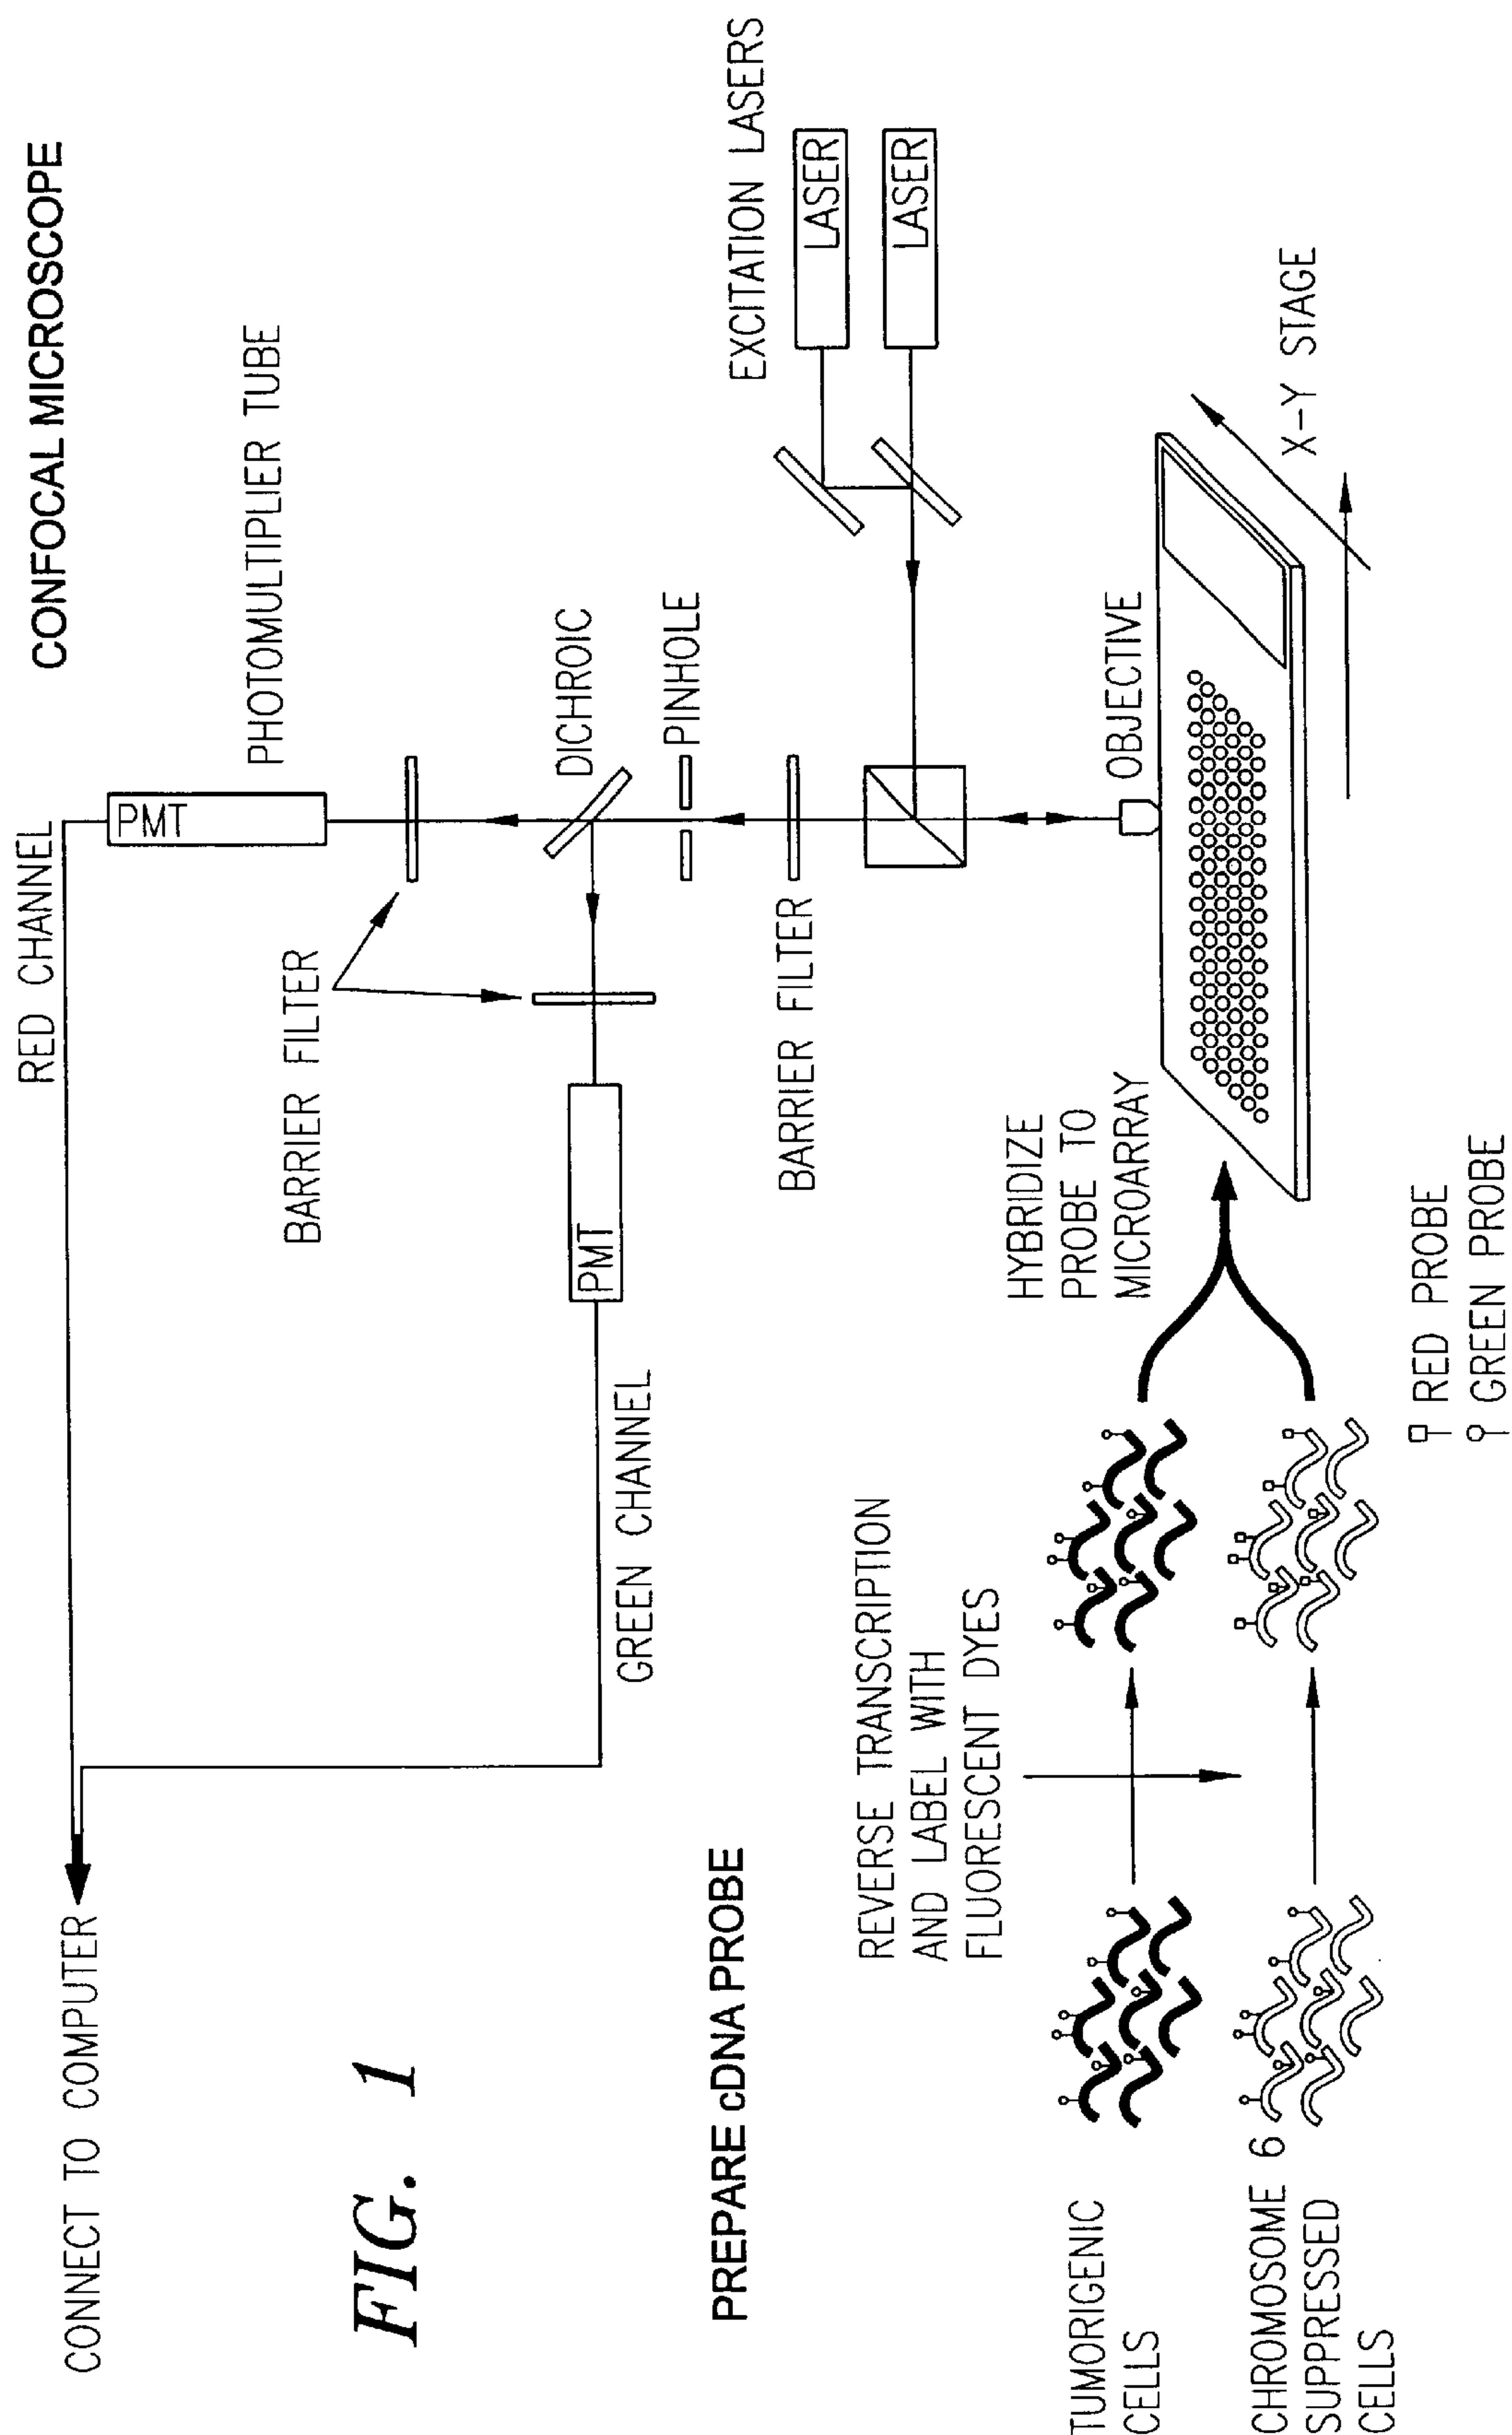 CONNECT TO COMPUTER
RED CHANNEL
CONFOCAL MICROSCOPE
PMT
PHOTOMULTIPLIER TUBE
BARRIER FILTER
FIG. 1
GREEN CHANNEL
PMT
DICHROIC
PINHOLE
EXCITATION LASERS
LASER
LASER
BARRIER FILTER
PREPARE cDNA PROBE
REVERSE TRANSCRIPTION
AND LABEL WITH
FLUORESCENT DYES
HYBRIDIZE
PROBE TO
MICROARRAY
OBJECTIVE
X-Y STAGE
TUMORIGENIC
CELLS
CHROMOSOME 6
SUPPRESSED
CELLS
RED PROBE
GREEN PROBE